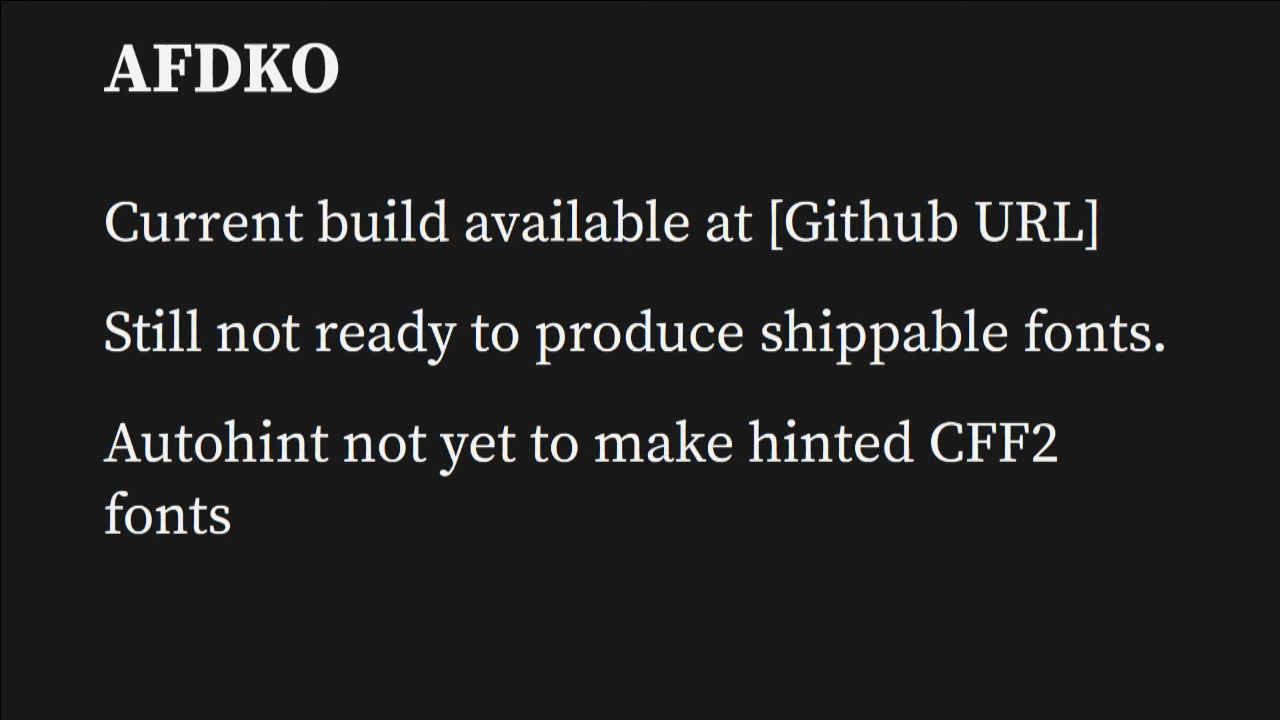 AFDKO
Current build available at [Github URL]
Still not ready to produce shippable fonts.
Autohint not yet to make hinted CFF2
fonts